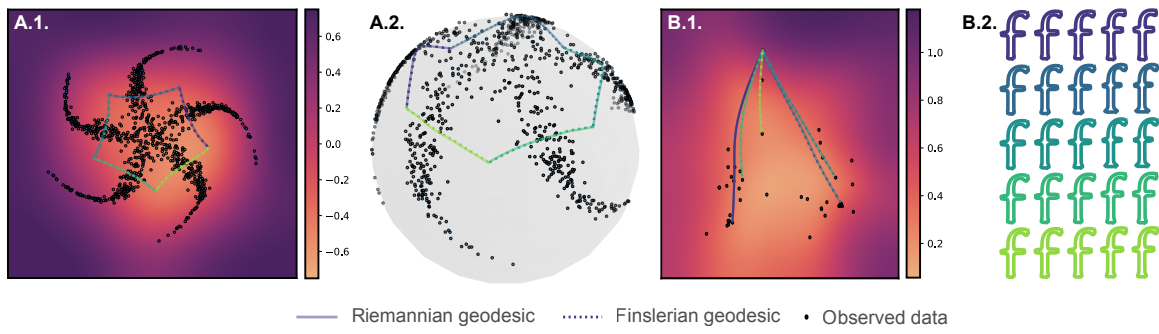 A.1.
0.6
0.4
0.2
0.0
−0.2
−0.4
−0.6
A.2.
B.1.
1.0
0.8
0.6
0.4
0.2
B.2.
f f f f f
f f f f f
f f f f f
f f f f f
f f f f f
Riemannian geodesic
Finslerian geodesic
Observed data